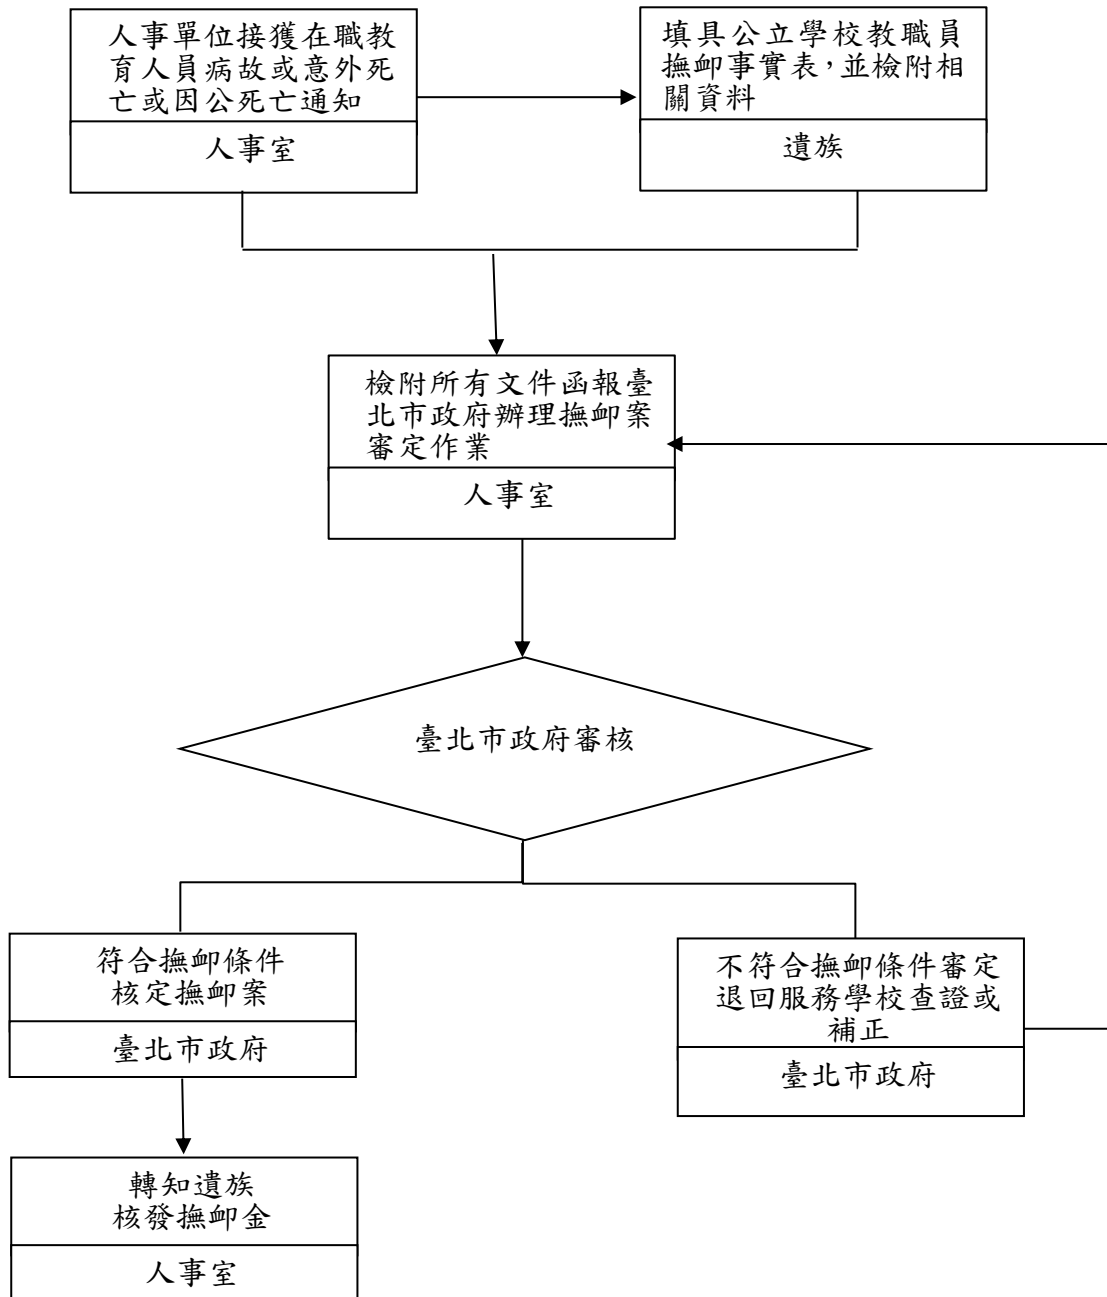 人事單位接獲在職教
育人員病故或意外死
亡或因公死亡通知
人事室
填具公立學校教職員
撫卹事實表，並檢附相
關資料
遺族
檢附所有文件函報臺
北市政府辦理撫卹案
審定作業
人事室
臺北市政府審核
符合撫卹條件
核定撫卹案
臺北市政府
不符合撫卹條件審定
退回服務學校查證或
補正
臺北市政府
轉知遺族
核發撫卹金
人事室